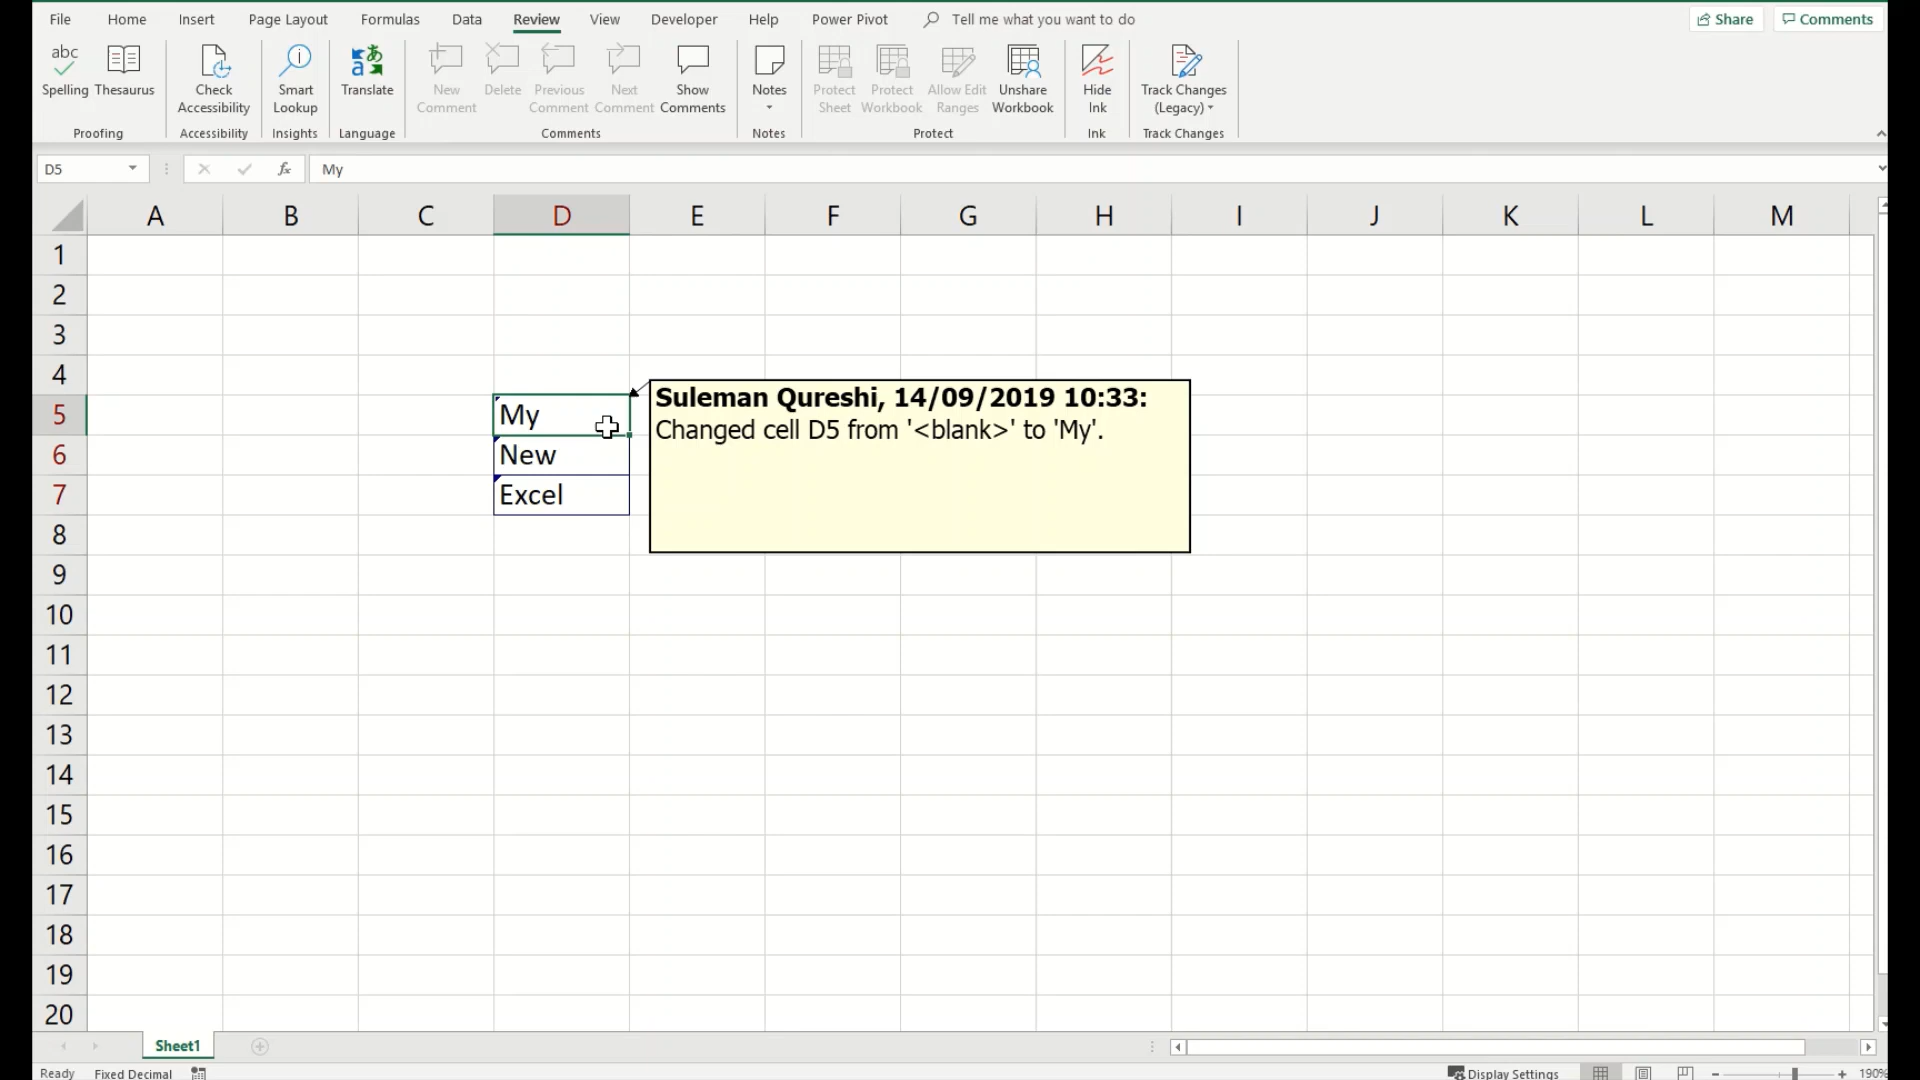 File Home Insert Page Layout Formulas Data Review View Developer Help Power Pivot Tell me what you want to do Share Comments
abc
Spelling Thesaurus Check Accessibility Smart Lookup Translate New Comment Delete Previous Comment Next Comment Show Comments Notes Protect Sheet Protect Workbook Allow Edit Ranges Unshare Workbook Hide Ink Track Changes (Legacy)
Proofing Accessibility Insights Language Comments Notes Protect Ink Track Changes
D5 fx My
A B C D E F G H I J K L M
1
2
3
4
Suleman Qureshi, 14/09/2019 10:33:
5 My Changed cell D5 from '<blank>' to 'My'.
6 New
7 Excel
8
9
10
11
12
13
14
15
16
17
18
19
20
Sheet1
Ready Fixed Decimal Display Settings 190%